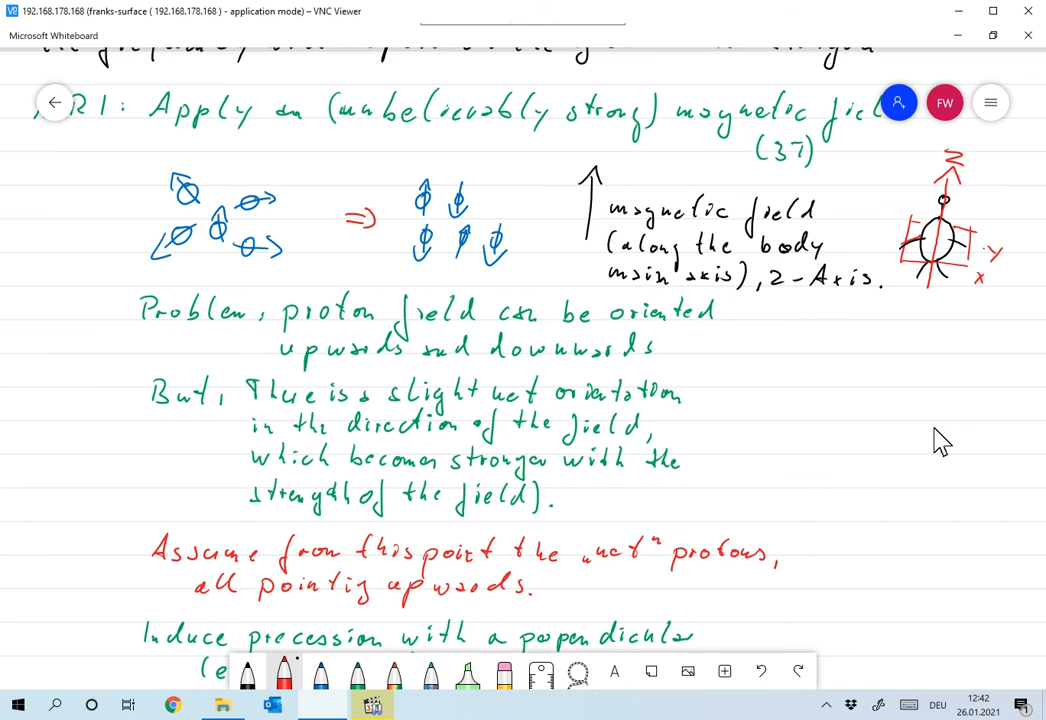 192.168.178.168 (franks-surface ( 192.168.178.168 ) - application mode) – VNC Viewer
Microsoft Whiteboard
R1: Apply an (unbelievably strong) magnetic fiel
(3T)
FW
z
magnetic field
(along the body
main axis), z-Axis.
y
x
Problem, proton field can be oriented
upwards and downwards
But, There is a slight net orientation
in the direction of the field,
which becomes stronger with the
strength of the field).
Assume from this point the "net" protons,
all pointig upwards.
Induce precession with a perpendicular
(e
A
DEU
12:42
26.01.2021